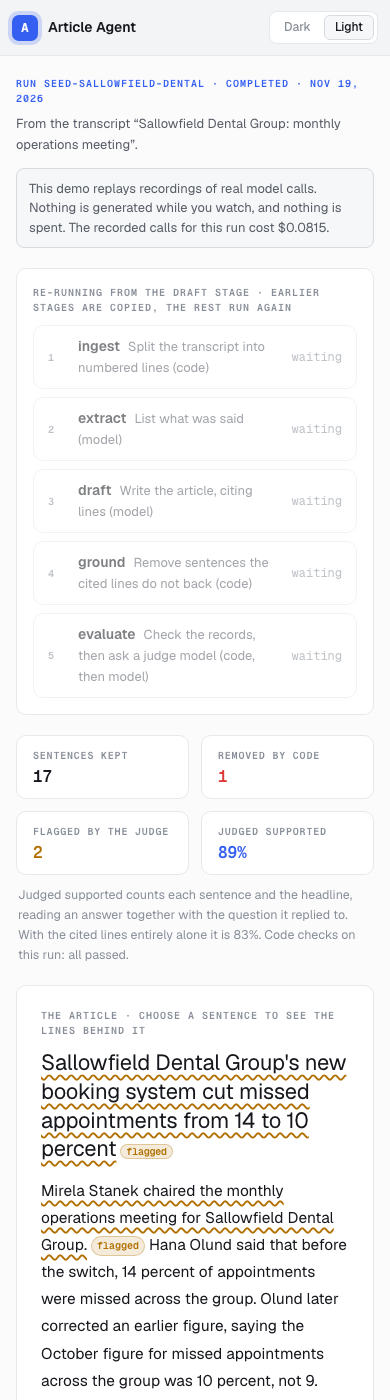 A Article Agent Dark Light
RUN SEED-SALLOWFIELD-DENTAL · COMPLETED · NOV 19,
2026
From the transcript “Sallowfield Dental Group: monthly
operations meeting”.
This demo replays recordings of real model calls.
Nothing is generated while you watch, and nothing is
spent. The recorded calls for this run cost $0.0815.
RE-RUNNING FROM THE DRAFT STAGE · EARLIER
STAGES ARE COPIED, THE REST RUN AGAIN
1 ingest Split the transcript into
numbered lines (code) waiting
2 extract List what was said
(model) waiting
3 draft Write the article, citing
lines (model) waiting
4 ground Remove sentences the
cited lines do not back (code) waiting
5 evaluate Check the records,
then ask a judge model (code,
then model) waiting
SENTENCES KEPT
17
REMOVED BY CODE
1
FLAGGED BY THE JUDGE
2
JUDGED SUPPORTED
89%
Judged supported counts each sentence and the headline,
reading an answer together with the question it replied to.
With the cited lines entirely alone it is 83%. Code checks on
this run: all passed.
THE ARTICLE · CHOOSE A SENTENCE TO SEE THE
LINES BEHIND IT
Sallowfield Dental Group's new
booking system cut missed
appointments from 14 to 10
percent flagged
Mirela Stanek chaired the monthly
operations meeting for Sallowfield Dental
Group. flagged Hana Olund said that before
the switch, 14 percent of appointments
were missed across the group. Olund later
corrected an earlier figure, saying the
October figure for missed appointments
across the group was 10 percent, not 9.